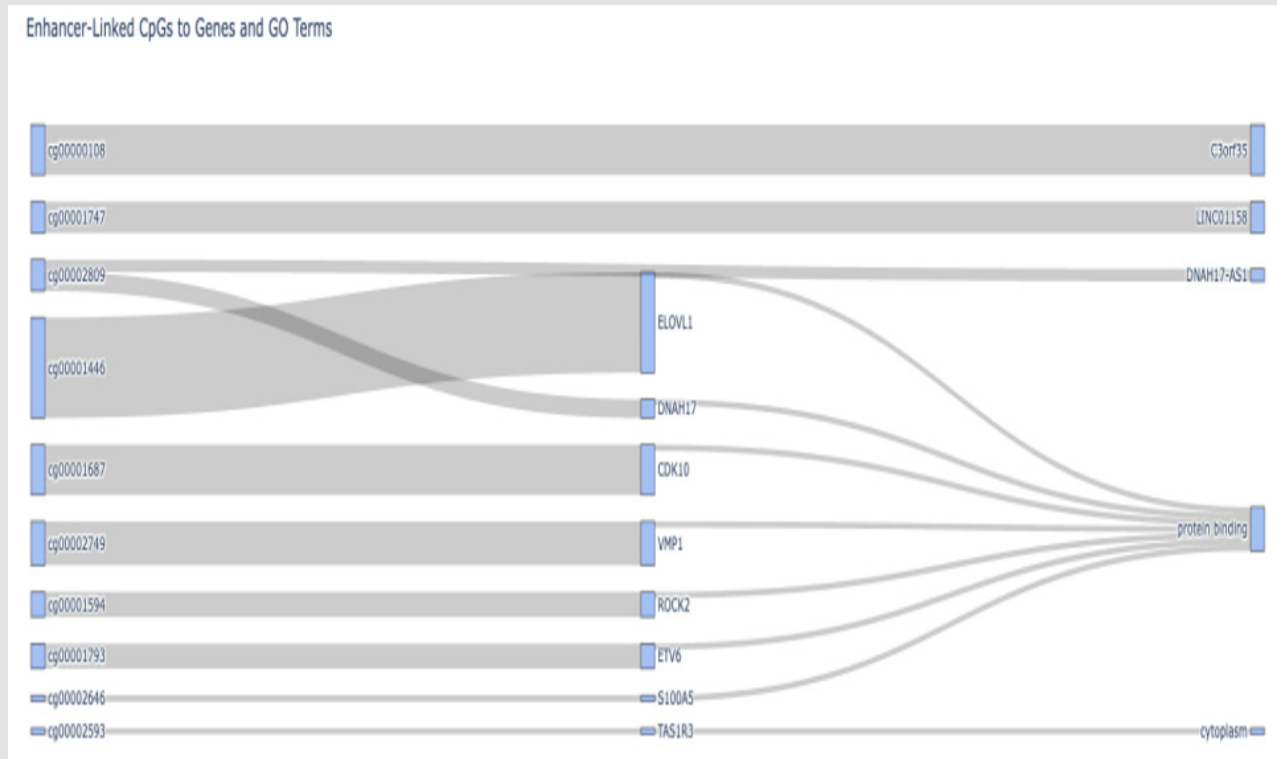 Enhancer-Linked CpGs to Genes and GO Terms
cg00000108
C3orf35
cg00001747
LINC01158
cg00002809
DNAH17-AS1
ELOVL1
cg00001446
DNAH17
cg00001687
CDK10
protein binding
cg00002749
VMP1
cg00001594
ROCK2
cg00001793
ETV6
cg00002646
S100A5
cg00002593
TAS1R3
cytoplasm